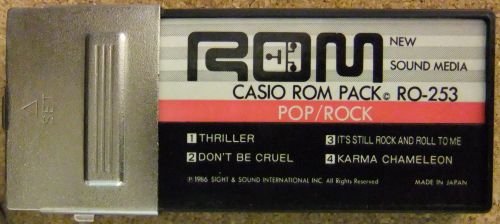 △
SET
ROM
NEW
SOUND MEDIA
CASIO ROM PACK© RO-253
POP/ROCK
1 THRILLER
2 DON'T BE CRUEL
3 IT'S STILL ROCK AND ROLL TO ME
4 KARMA CHAMELEON
℗ 1986 SIGHT & SOUND INTERNATIONAL INC. All Rights Reserved
MADE IN JAPAN